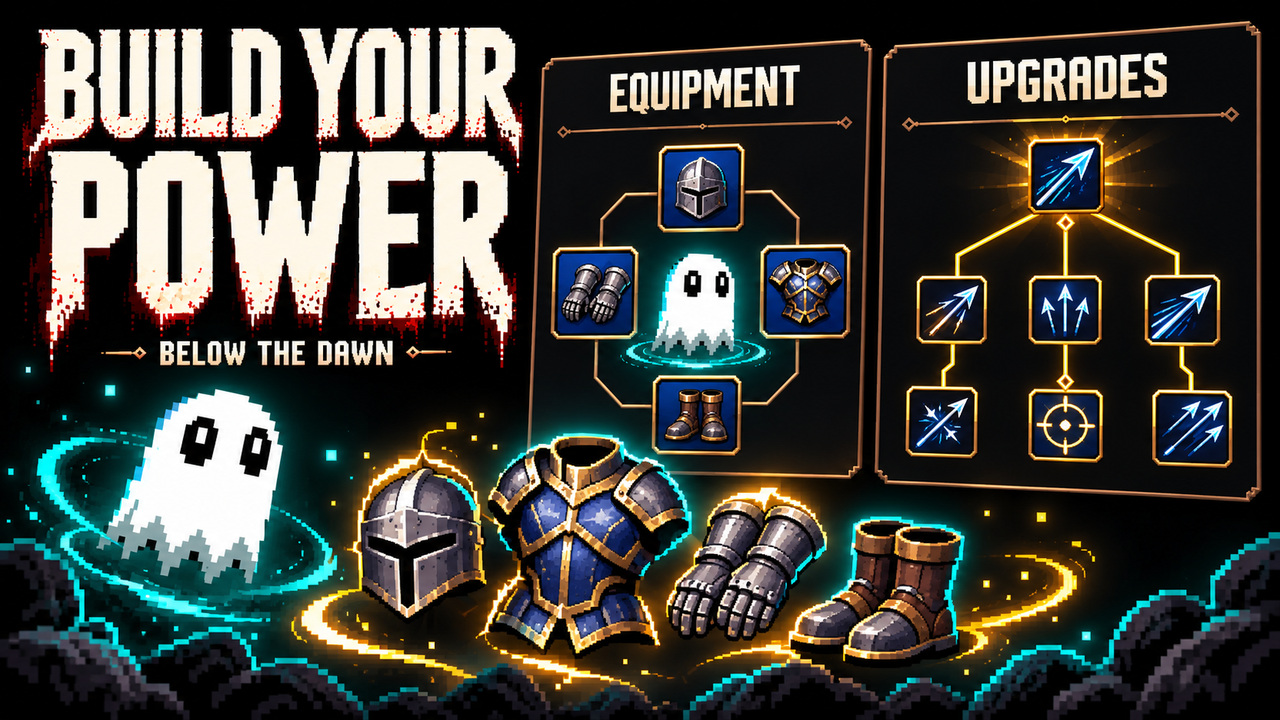 BUILD YOUR
POWER
BELOW THE DAWN
EQUIPMENT
UPGRADES